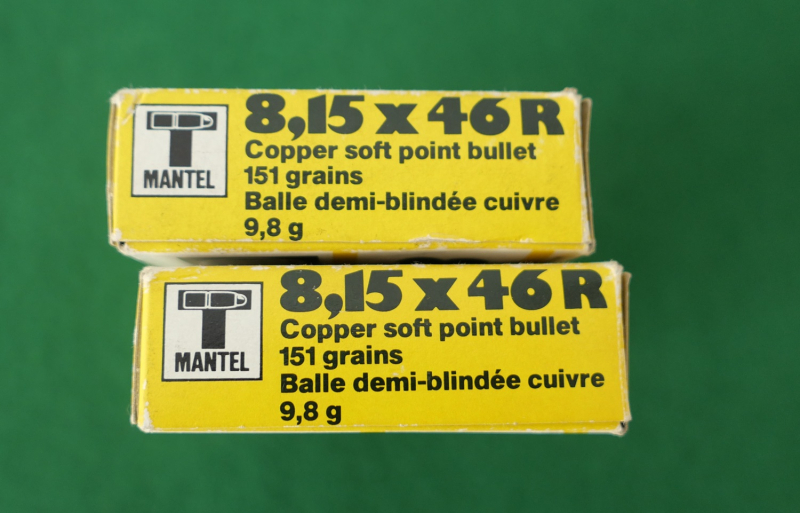 8,15 x 46 R
Copper soft point bullet
151 grains
Balle demi-blindée cuivre
9,8 g
MANTEL
8,15 x 46 R
Copper soft point bullet
151 grains
Balle demi-blindée cuivre
9,8 g
MANTEL